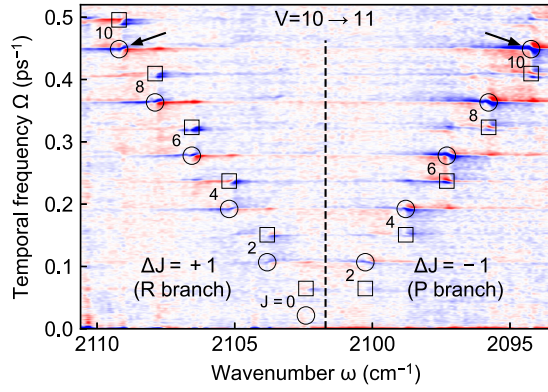 V=10 → 11
0.5
0.4
0.3
0.2
0.1
0.0
Temporal frequency Ω (ps⁻¹)
10
8
6
4
2
J=0
10
8
6
4
2
ΔJ = +1
(R branch)
ΔJ = −1
(P branch)
2110
2105
2100
2095
Wavenumber ω (cm⁻¹)